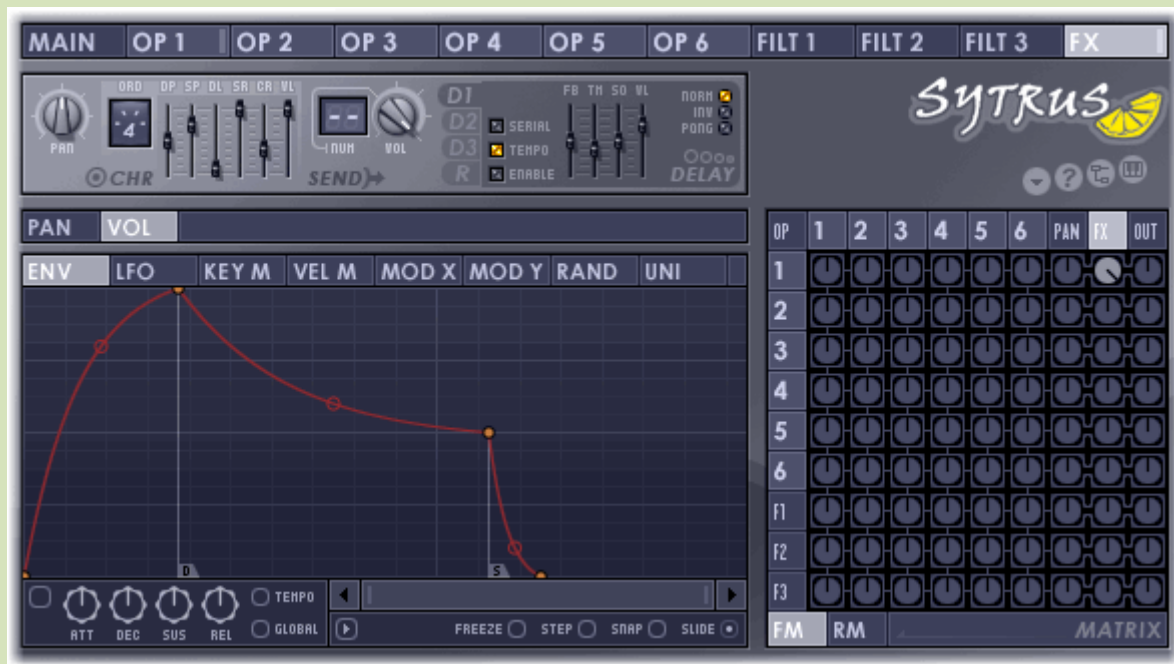 MAIN OP 1 OP 2 OP 3 OP 4 OP 5 OP 6 FILT 1 FILT 2 FILT 3 FX
ORD DP SP DL SR CR VL
4
PAN
CHR
--
NUM VOL
SEND
D1
D2
D3
R
SERIAL
TEMPO
ENABLE
FB TM SO VL
NORM
INV
PONG
DELAY
SYTRUS
?
PAN VOL
ENV LFO KEY M VEL M MOD X MOD Y RAND UNI
D S
ATT DEC SUS REL
TEMPO
GLOBAL
FREEZE STEP SNAP SLIDE
OP 1 2 3 4 5 6 PAN FX OUT
1
2
3
4
5
6
F1
F2
F3
FM RM MATRIX